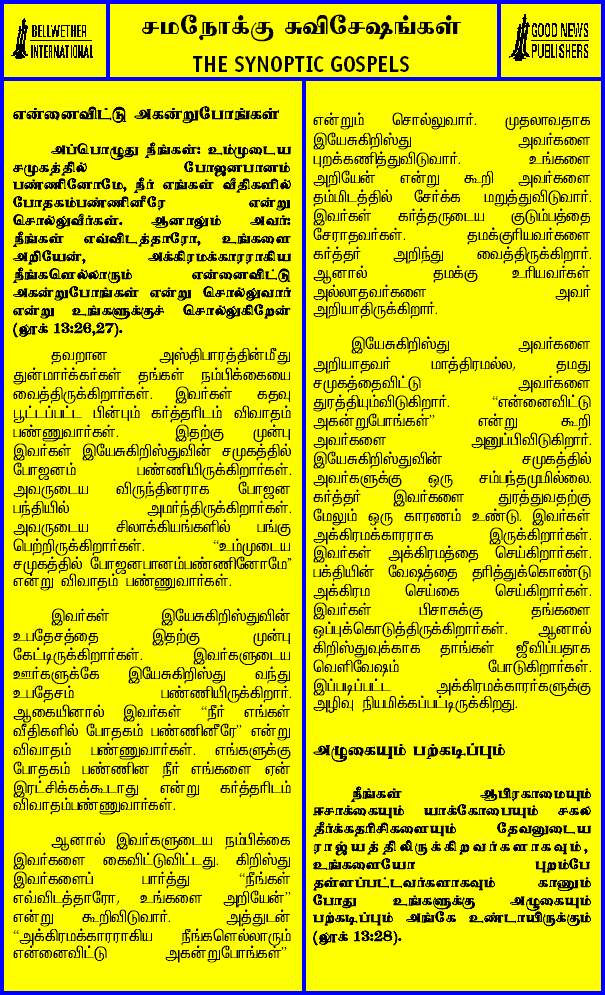 BELLWETHER
INTERNATIONAL
சமநோக்கு சுவிசேஷங்கள்
THE SYNOPTIC GOSPELS
GOOD NEWS
PUBLISHERS
என்னைவிட்டு அகன்றுபோங்கள்
அப்பொழுது நீங்கள்: உம்முடைய
சமுகத்தில் போஜனபானம்
பண்ணினோமே, நீர் எங்கள் வீதிகளில்
போதகம்பண்ணினீரே என்று
சொல்லுவீர்கள். ஆனாலும் அவர்:
நீங்கள் எவ்விடத்தாரோ, உங்களை
அறியேன், அக்கிரமக்காரராகிய
நீங்களெல்லாரும் என்னைவிட்டு
அகன்றுபோங்கள் என்று சொல்லுவார்
என்று உங்களுக்குச் சொல்லுகிறேன்
(லூக் 13:26,27).
தவறான அஸ்திபாரத்தின்மீது
துன்மார்க்கர்கள் தங்கள் நம்பிக்கையை
வைத்திருக்கிறார்கள். இவர்கள் கதவு
பூட்டப்பட்ட பின்பும் கர்த்தரிடம் விவாதம்
பண்ணுவார்கள். இதற்கு முன்பு
இவர்கள் இயேசுகிறிஸ்துவின் சமுகத்தில்
போஜனம் பண்ணியிருக்கிறார்கள்.
அவருடைய விருந்தினராக போஜன
பந்தியில் அமர்ந்திருக்கிறார்கள்.
அவருடைய சிலாக்கியங்களில் பங்கு
பெற்றிருக்கிறார்கள். “உம்முடைய
சமுகத்தில் போஜனபானம்பண்ணினோமே”
என்று விவாதம் பண்ணுவார்கள்.
இவர்கள் இயேசுகிறிஸ்துவின்
உபதேசத்தை இதற்கு முன்பு
கேட்டிருக்கிறார்கள். இவர்களுடைய
ஊர்களுக்கே இயேசுகிறிஸ்து வந்து
உபதேசம் பண்ணியிருக்கிறார்.
ஆகையினால் இவர்கள் “நீர் எங்கள்
வீதிகளில் போதகம் பண்ணினீரே” என்று
விவாதம் பண்ணுவார்கள். எங்களுக்கு
போதகம் பண்ணின நீர் எங்களை ஏன்
இரட்சிக்கக்கூடாது என்று கர்த்தரிடம்
விவாதம்பண்ணுவார்கள்.
ஆனால் இவர்களுடைய நம்பிக்கை
இவர்களை கைவிட்டுவிட்டது. கிறிஸ்து
இவர்களைப் பார்த்து “நீங்கள்
எவ்விடத்தாரோ, உங்களை அறியேன்”
என்று கூறிவிடுவார். அத்துடன்
“அக்கிரமக்காரராகிய நீங்களெல்லாரும்
என்னைவிட்டு அகன்றுபோங்கள்”
என்றும் சொல்லுவார். முதலாவதாக
இயேசுகிறிஸ்து அவர்களை
புறக்கணித்துவிடுவார். உங்களை
அறியேன் என்று கூறி அவர்களை
தம்மிடத்தில் சேர்க்க மறுத்துவிடுவார்.
இவர்கள் கர்த்தருடைய குடும்பத்தை
சேராதவர்கள். தமக்குரியவர்களை
கர்த்தர் அறிந்து வைத்திருக்கிறார்.
ஆனால் தமக்கு உரியவர்கள்
அல்லாதவர்களை அவர்
அறியாதிருக்கிறார்.
இயேசுகிறிஸ்து அவர்களை
அறியாதவர் மாத்திரமல்ல, தமது
சமுகத்தைவிட்டு அவர்களை
துரத்தியும்விடுகிறார். “என்னைவிட்டு
அகன்றுபோங்கள்” என்று கூறி
அவர்களை அனுப்பிவிடுகிறார்.
இயேசுகிறிஸ்துவின் சமுகத்தில்
அவர்களுக்கு ஒரு சம்பந்தமுமில்லை.
கர்த்தர் இவர்களை துரத்துவதற்கு
மேலும் ஒரு காரணம் உண்டு. இவர்கள்
அக்கிரமக்காரராக இருக்கிறார்கள்.
இவர்கள் அக்கிரமத்தை செய்கிறார்கள்.
பக்தியின் வேஷத்தை தரித்துக்கொண்டு
அக்கிரம செய்கை செய்கிறார்கள்.
இவர்கள் பிசாசுக்கு தங்களை
ஒப்புக்கொடுத்திருக்கிறார்கள். ஆனால்
கிறிஸ்துவுக்காக தாங்கள் ஜீவிப்பதாக
வெளிவேஷம் போடுகிறார்கள்.
இப்படிப்பட்ட அக்கிரமக்காரர்களுக்கு
அழிவு நியமிக்கப்பட்டிருக்கிறது.
அழுகையும் பற்கடிப்பும்
நீங்கள் ஆபிரகாமையும்
ஈசாக்கையும் யாக்கோபையும் சகல
தீர்க்கதரிசிகளையும் தேவனுடைய
ராஜ்யத்திலிருக்கிறவர்களாகவும்,
உங்களையோ புறம்பே
தள்ளப்பட்டவர்களாகவும் காணும்
போது உங்களுக்கு அழுகையும்
பற்கடிப்பும் அங்கே உண்டாயிருக்கும்
(லூக் 13:28).